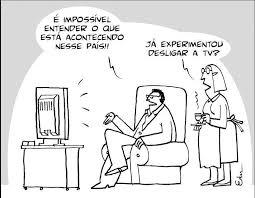 É IMPOSSÍVEL
ENTENDER O QUE
ESTÁ ACONTECENDO
NESSE PAÍS!!
JÁ EXPERIMENTOU
DESLIGAR A TV?